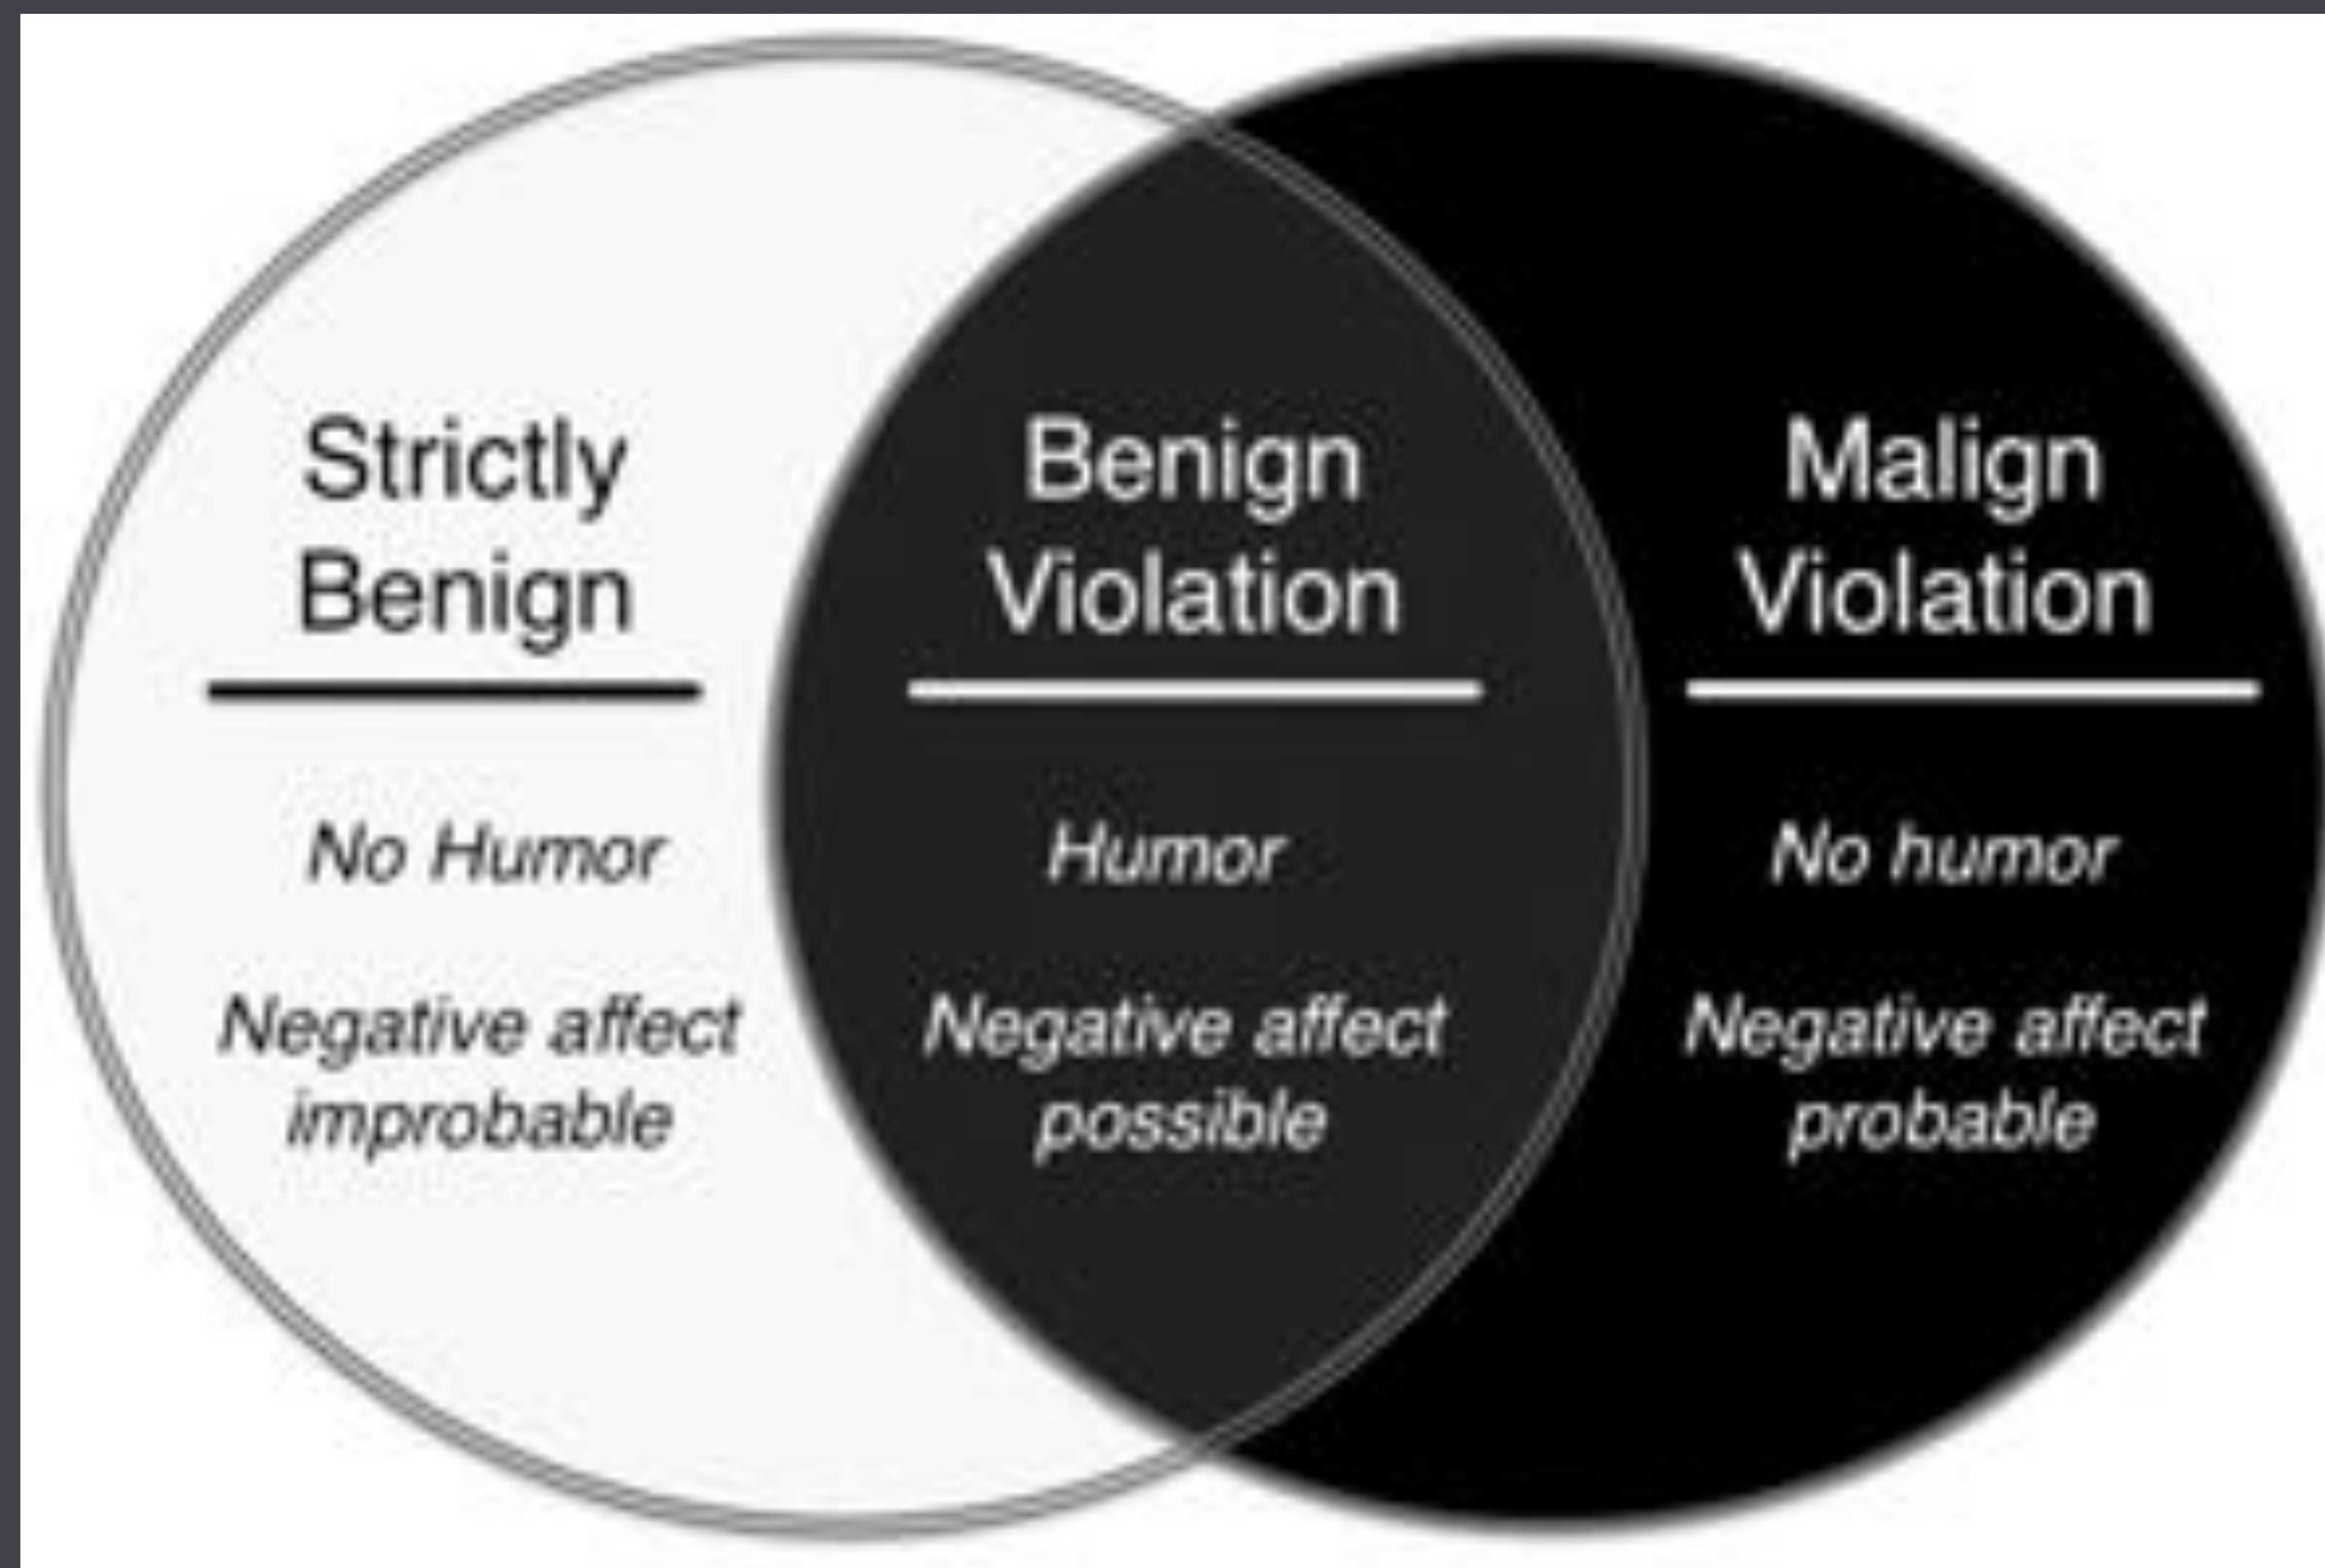 Strictly
Benign
No Humor
Negative affect
improbable
Benign
Violation
Humor
Negative affect
possible
Malign
Violation
No humor
Negative affect
probable